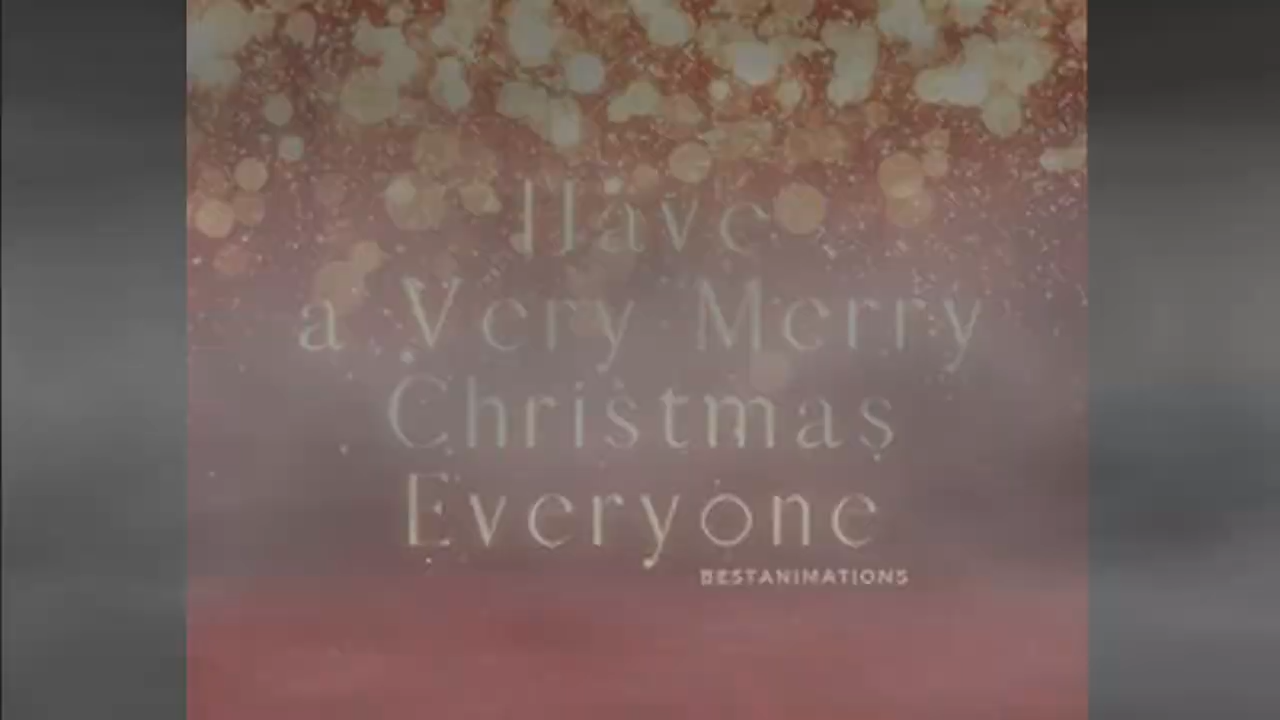 Have
a Very Merry
Christmas
Everyone
BESTANIMATIONS